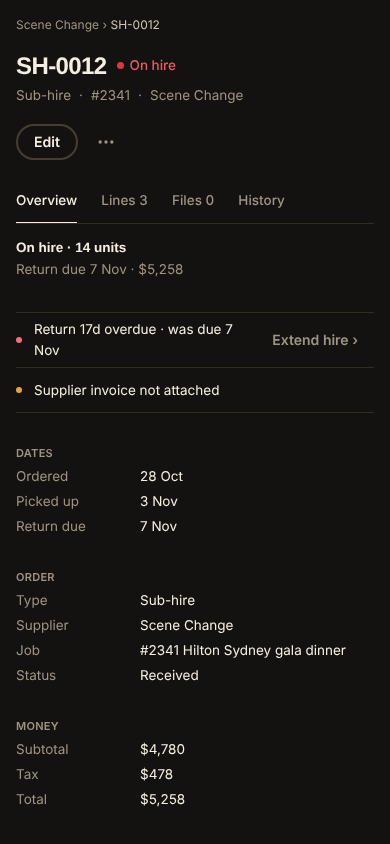 Scene Change › SH-0012
SH-0012 On hire
Sub-hire · #2341 · Scene Change
Edit ···
Overview Lines 3 Files 0 History
On hire · 14 units
Return due 7 Nov · $5,258
Return 17d overdue · was due 7
Nov
Extend hire ›
Supplier invoice not attached
DATES
Ordered 28 Oct
Picked up 3 Nov
Return due 7 Nov
ORDER
Type Sub-hire
Supplier Scene Change
Job #2341 Hilton Sydney gala dinner
Status Received
MONEY
Subtotal $4,780
Tax $478
Total $5,258